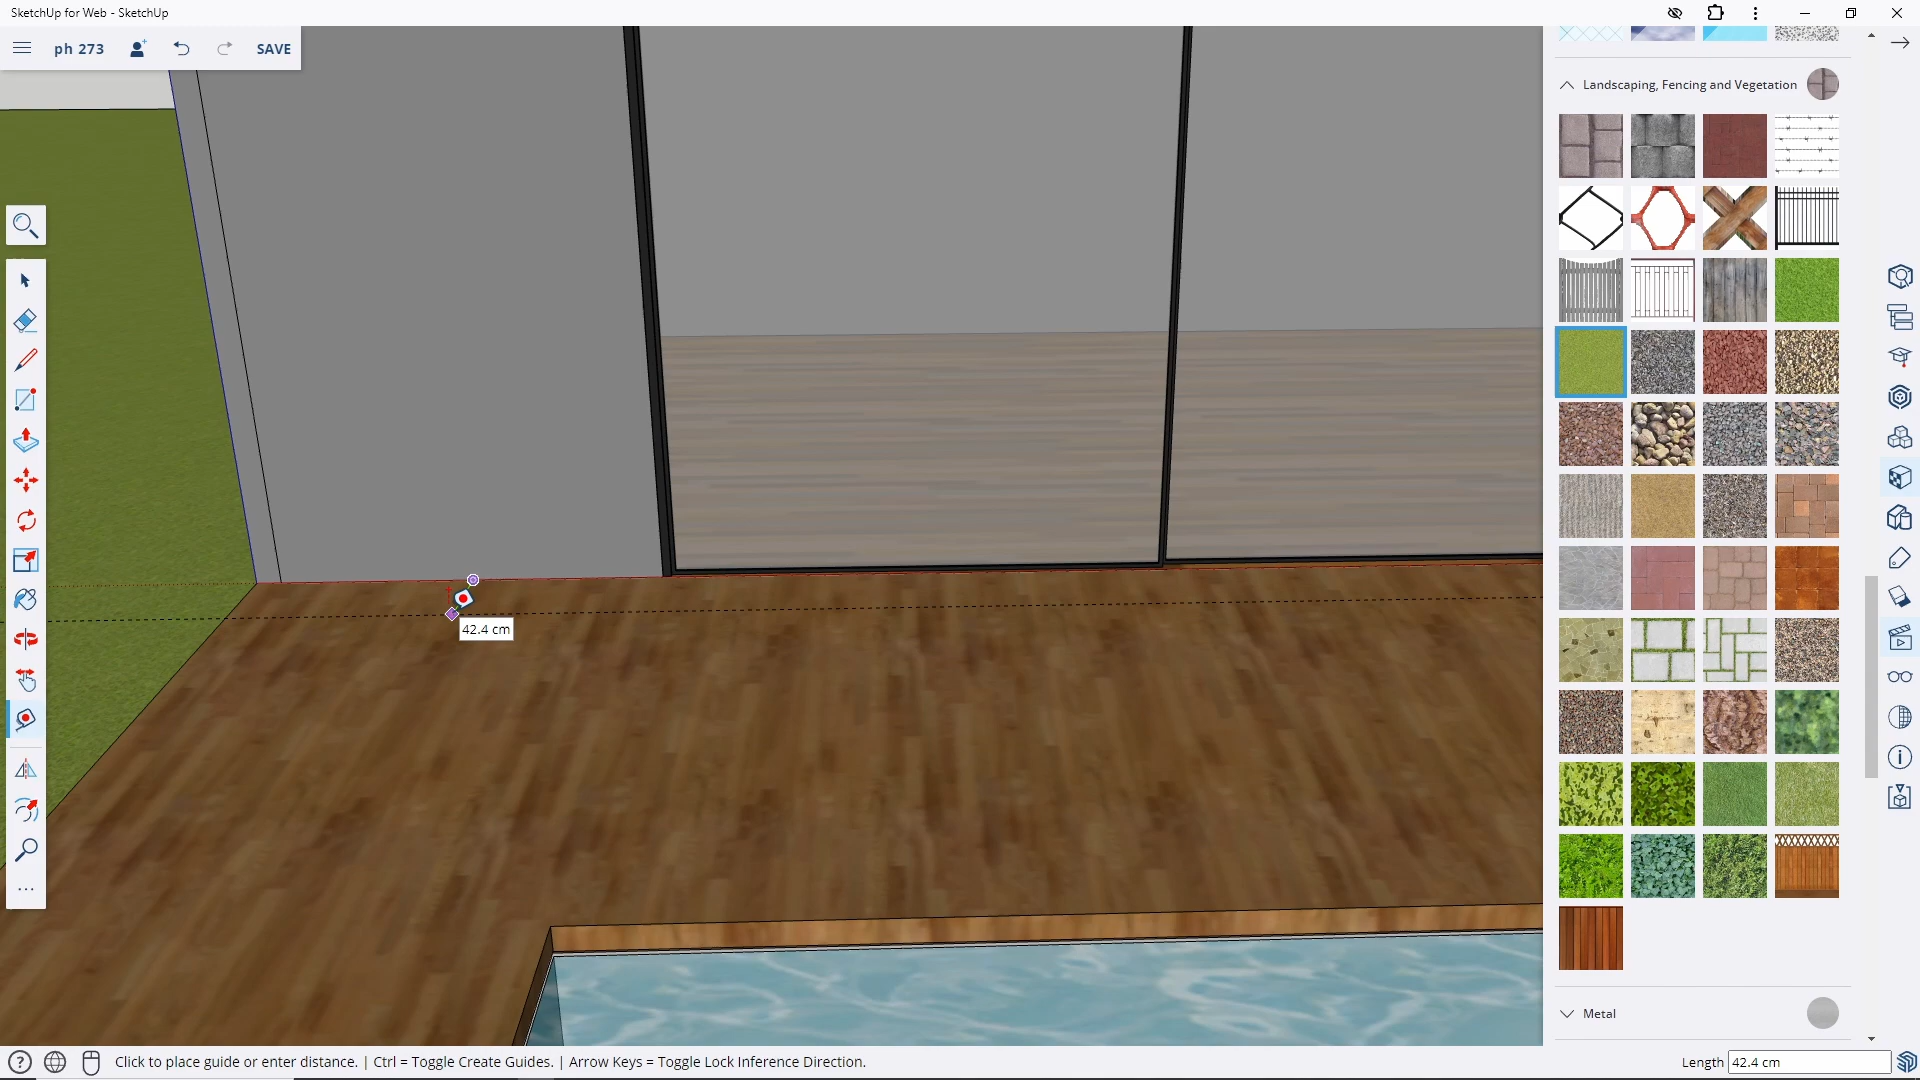 SketchUp for Web - SketchUp
ph 273
SAVE
Landscaping, Fencing and Vegetation
42.4 cm
Metal
Click to place guide or enter distance. | Ctrl = Toggle Create Guides. | Arrow Keys = Toggle Lock Inference Direction.
Length 42.4 cm